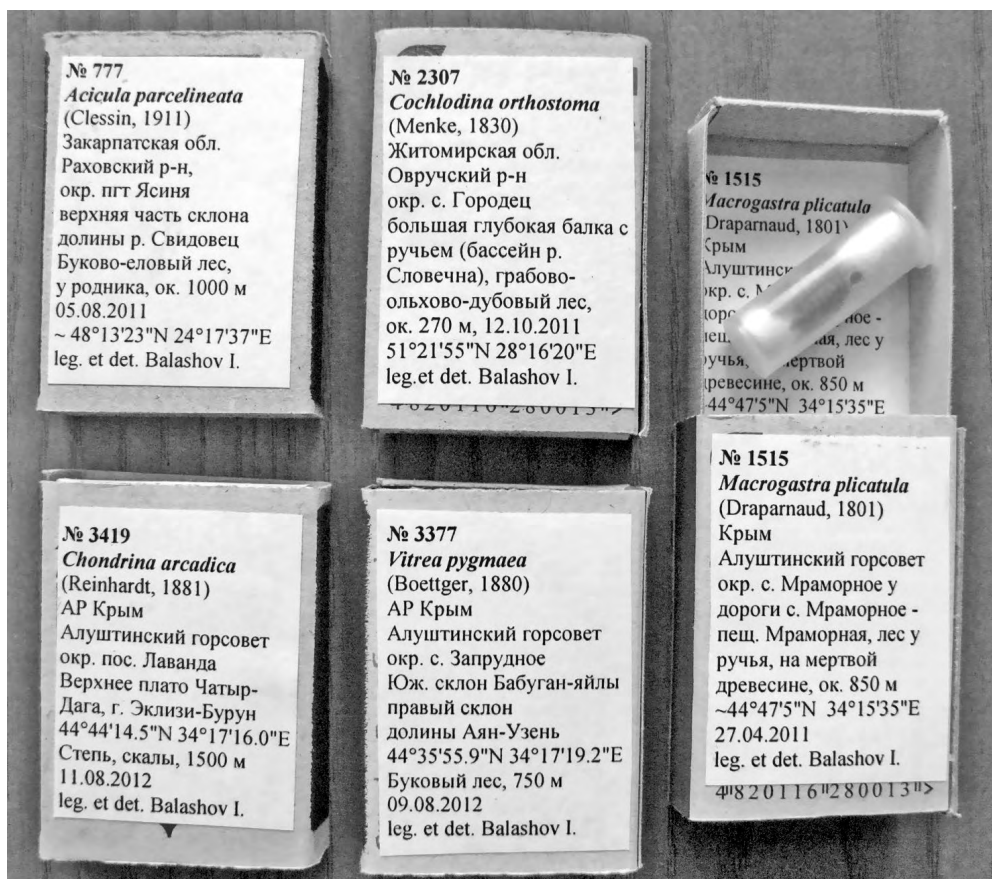 № 777
Acicula parcelineata
(Clessin, 1911)
Закарпатская обл.
Раховский р-н,
окр. пгт Ясиня
верхняя часть склона
долины р. Свидовец
Буково-еловый лес,
у родника, ок. 1000 м
05.08.2011
~ 48°13'23"N 24°17'37"E
leg. et det. Balashov I.
№ 2307
Cochlodina orthostoma
(Menke, 1830)
Житомирская обл.
Овручский р-н
окр. с. Городец
большая глубокая балка с
ручьем (бассейн р.
Словечна), грабово-
ольхово-дубовый лес,
ок. 270 м, 12.10.2011
51°21'55"N 28°16'20"E
leg.et det. Balashov I.
4 820116 280013 >
№ 1515
Macrogastra plicatula
(Draparnaud, 1801)
Крым
Алуштинск
окр. с. М
доро ное -
пещ. ная, лес у
ручья, мертвой
древесине, ок. 850 м
44°47'5"N 34°15'35"E
№ 3419
Chondrina arcadica
(Reinhardt, 1881)
АР Крым
Алуштинский горсовет
окр. пос. Лаванда
Верхнее плато Чатыр-
Дага, г. Эклизи-Бурун
44°44'14.5"N 34°17'16.0"E
Степь, скалы, 1500 м
11.08.2012
leg. et det. Balashov I.
№ 3377
Vitrea pygmaea
(Boettger, 1880)
АР Крым
Алуштинский горсовет
окр. с. Запрудное
Юж. склон Бабуган-яйлы
правый склон
долины Аян-Узень
44°35'55.9"N 34°17'19.2"E
Буковый лес, 750 м
09.08.2012
leg. et det. Balashov I.
№ 1515
Macrogastra plicatula
(Draparnaud, 1801)
Крым
Алуштинский горсовет
окр. с. Мраморное у
дороги с. Мраморное -
пещ. Мраморная, лес у
ручья, на мертвой
древесине, ок. 850 м
~44°47'5"N 34°15'35"E
27.04.2011
leg. et det. Balashov I.
4 820116 280013 >